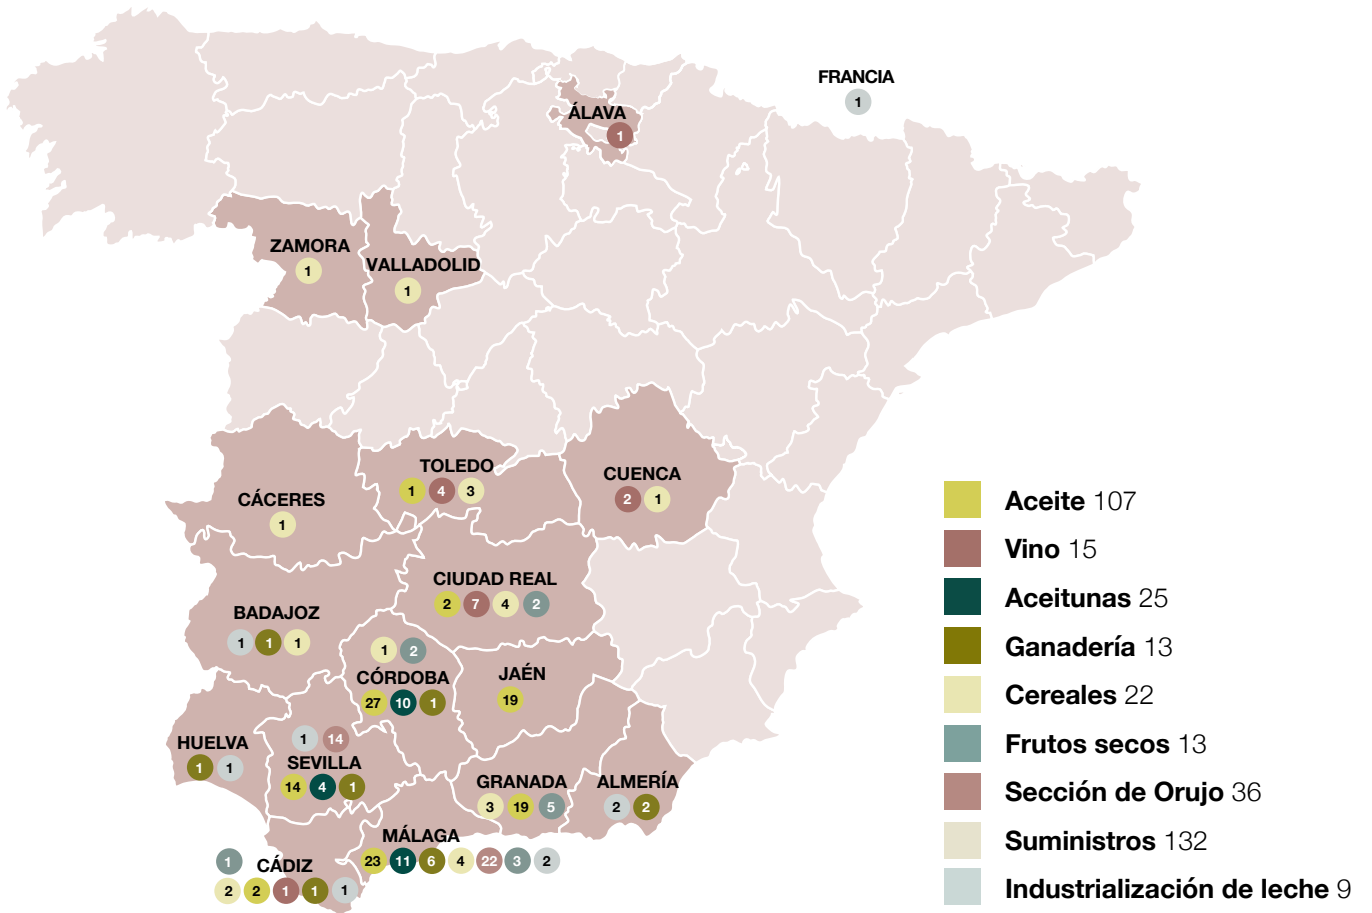 FRANCIA
1
ÁLAVA
1
ZAMORA
1
VALLADOLID
1
TOLEDO
1 4 3
CUENCA
2 1
CÁCERES
1
CIUDAD REAL
2 7 4 2
BADAJOZ
1 1 1
1 2
CÓRDOBA
27 10 1
JAÉN
19
HUELVA
1 1
1 14
SEVILLA
14 4 1
GRANADA
3 19 5
ALMERÍA
2 2
MÁLAGA
23 11 6 4 22 3 2
1
CÁDIZ
2 2 1 1 1
Aceite 107
Vino 15
Aceitunas 25
Ganadería 13
Cereales 22
Frutos secos 13
Sección de Orujo 36
Suministros 132
Industrialización de leche 9